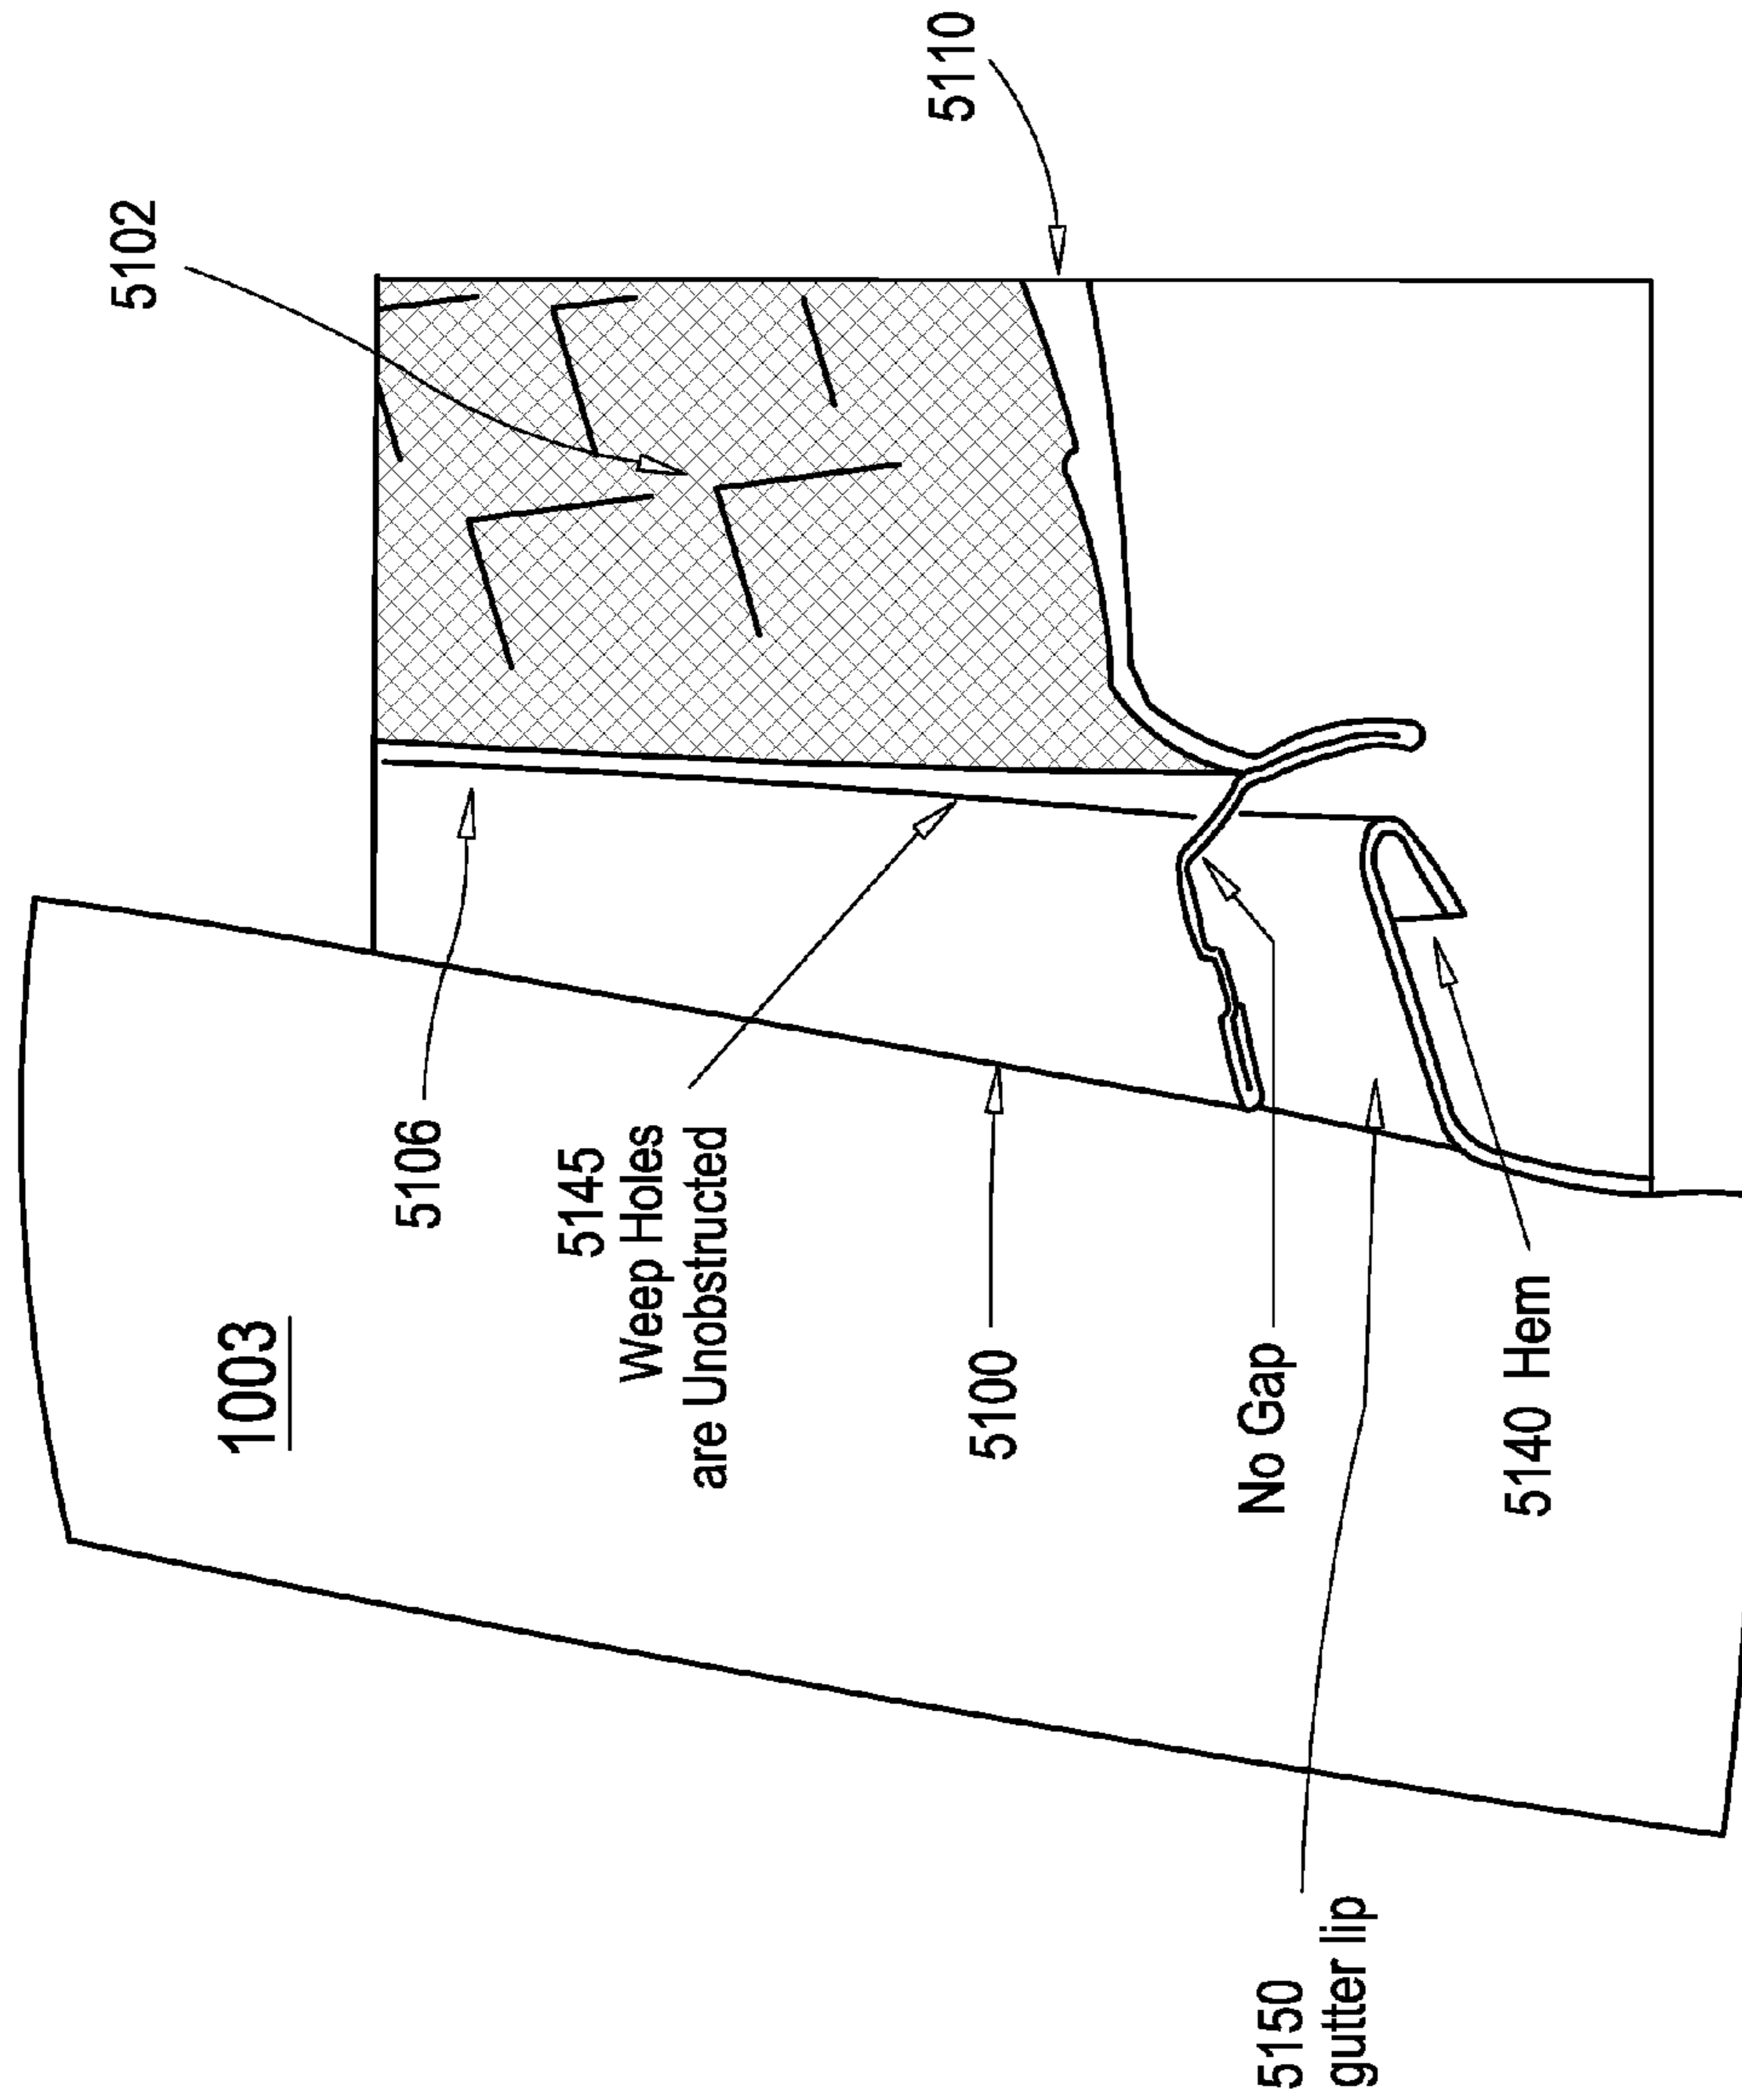 5102
1003
5106
5145
Weep Holes
are Unobstructed
5110
5100
No Gap
5150
gutter lip
5140 Hem